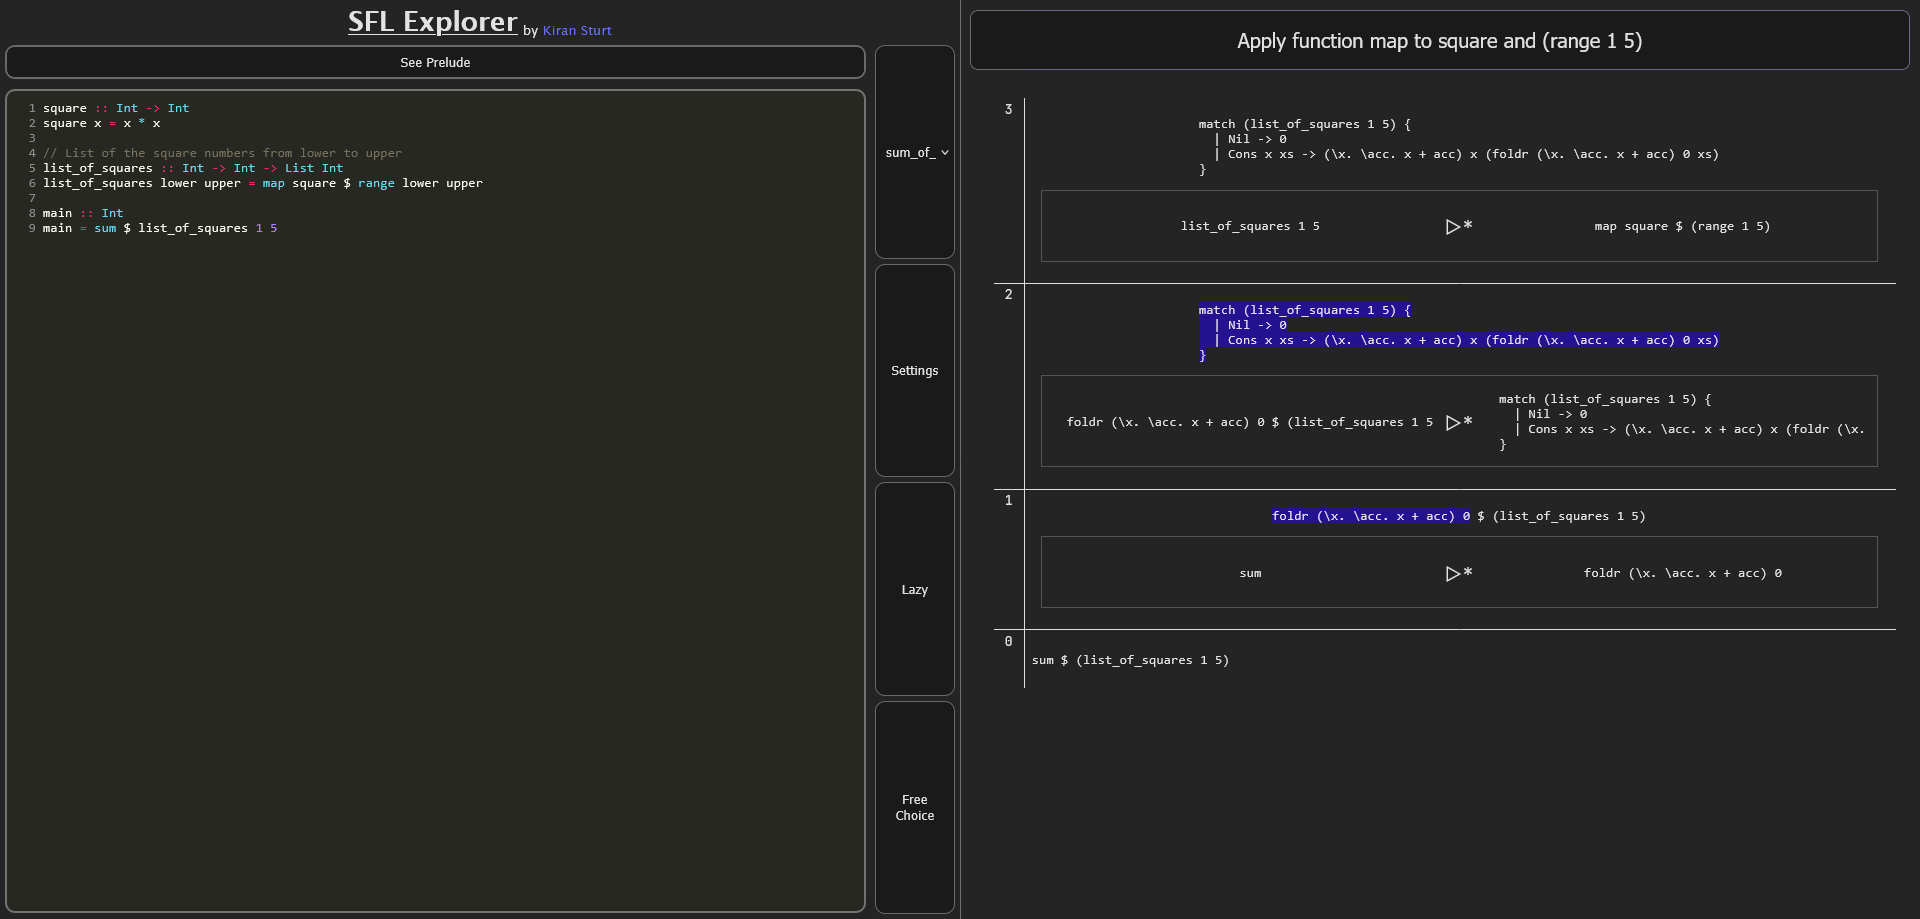 SFL Explorer by Kiran Sturt
See Prelude
1 square :: Int -> Int
2 square x = x * x
3
4 // List of the square numbers from lower to upper
5 list_of_squares :: Int -> Int -> List Int
6 list_of_squares lower upper = map square $ range lower upper
7
8 main :: Int
9 main = sum $ list_of_squares 1 5
sum_of_
Settings
Lazy
Free
Choice
Apply function map to square and (range 1 5)
3
match (list_of_squares 1 5) {
| Nil -> 0
| Cons x xs -> (\x. \acc. x + acc) x (foldr (\x. \acc. x + acc) 0 xs)
}
list_of_squares 1 5 ▷* map square $ (range 1 5)
2
match (list_of_squares 1 5) {
| Nil -> 0
| Cons x xs -> (\x. \acc. x + acc) x (foldr (\x. \acc. x + acc) 0 xs)
}
foldr (\x. \acc. x + acc) 0 $ (list_of_squares 1 5 ▷*
match (list_of_squares 1 5) {
| Nil -> 0
| Cons x xs -> (\x. \acc. x + acc) x (foldr (\x.
}
1
foldr (\x. \acc. x + acc) 0 $ (list_of_squares 1 5)
sum ▷* foldr (\x. \acc. x + acc) 0
0
sum $ (list_of_squares 1 5)